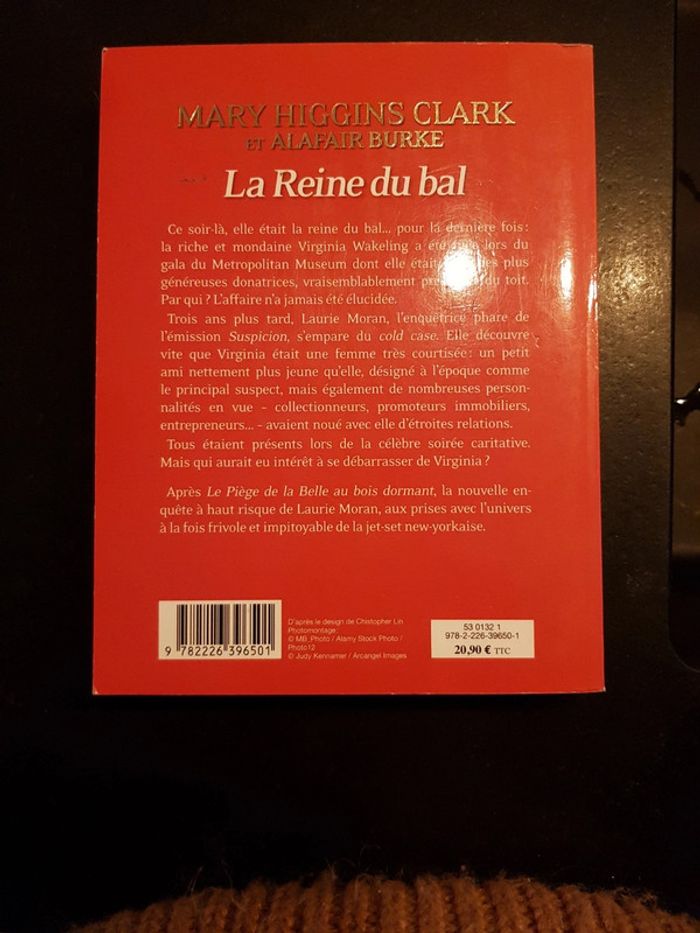 MARY HIGGINS CLARK
ET ALAFAIR BURKE
La Reine du bal
Ce soir-là, elle était la reine du bal... pour la dernière fois :
la riche et mondaine Virginia Wakeling a été lors du
gala du Metropolitan Museum dont elle était des plus
généreuses donatrices, vraisemblablement du toit.
Par qui ? L'affaire n'a jamais été élucidée.
Trois ans plus tard, Laurie Moran, l'enquêtrice phare de
l'émission Suspicion, s'empare du cold case. Elle découvre
vite que Virginia était une femme très courtisée : un petit
ami nettement plus jeune qu'elle, désigné à l'époque comme
le principal suspect, mais également de nombreuses person-
nalités en vue - collectionneurs, promoteurs immobiliers,
entrepreneurs... - avaient noué avec elle d'étroites relations.
Tous étaient présents lors de la célèbre soirée caritative.
Mais qui aurait eu intérêt à se débarrasser de Virginia ?
Après Le Piège de la Belle au bois dormant, la nouvelle en-
quête à haut risque de Laurie Moran, aux prises avec l'univers
à la fois frivole et impitoyable de la jet-set new-yorkaise.
D'après le design de Chistopher Lin
Photomontage
© MB_Photo / Alamy Stock Photo /
Photo12
© Judy Kennamer / Arcangel Images
9 782226 396501
53 0132 1
978-2-226-39650-1
20,90 € TTC